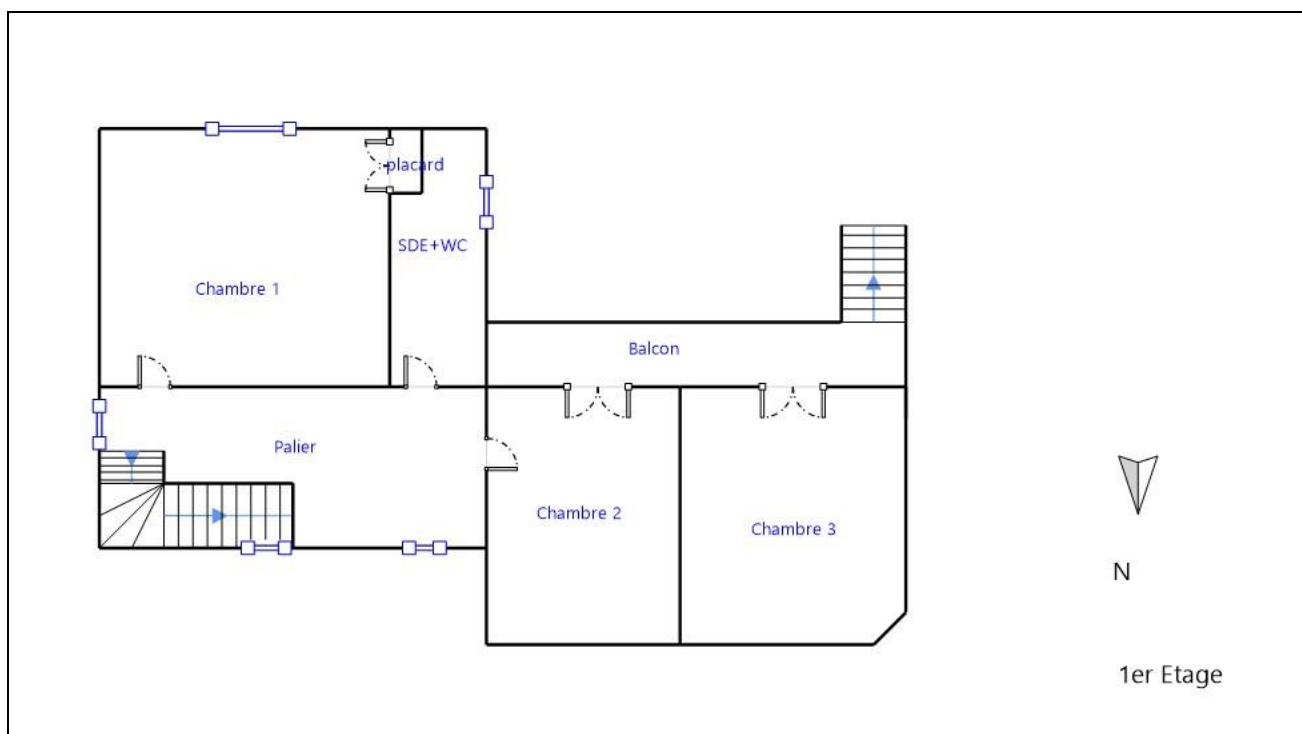 placard
SDE+WC
Chambre 1
Balcon
Palier
Chambre 2
Chambre 3
N
1er Etage